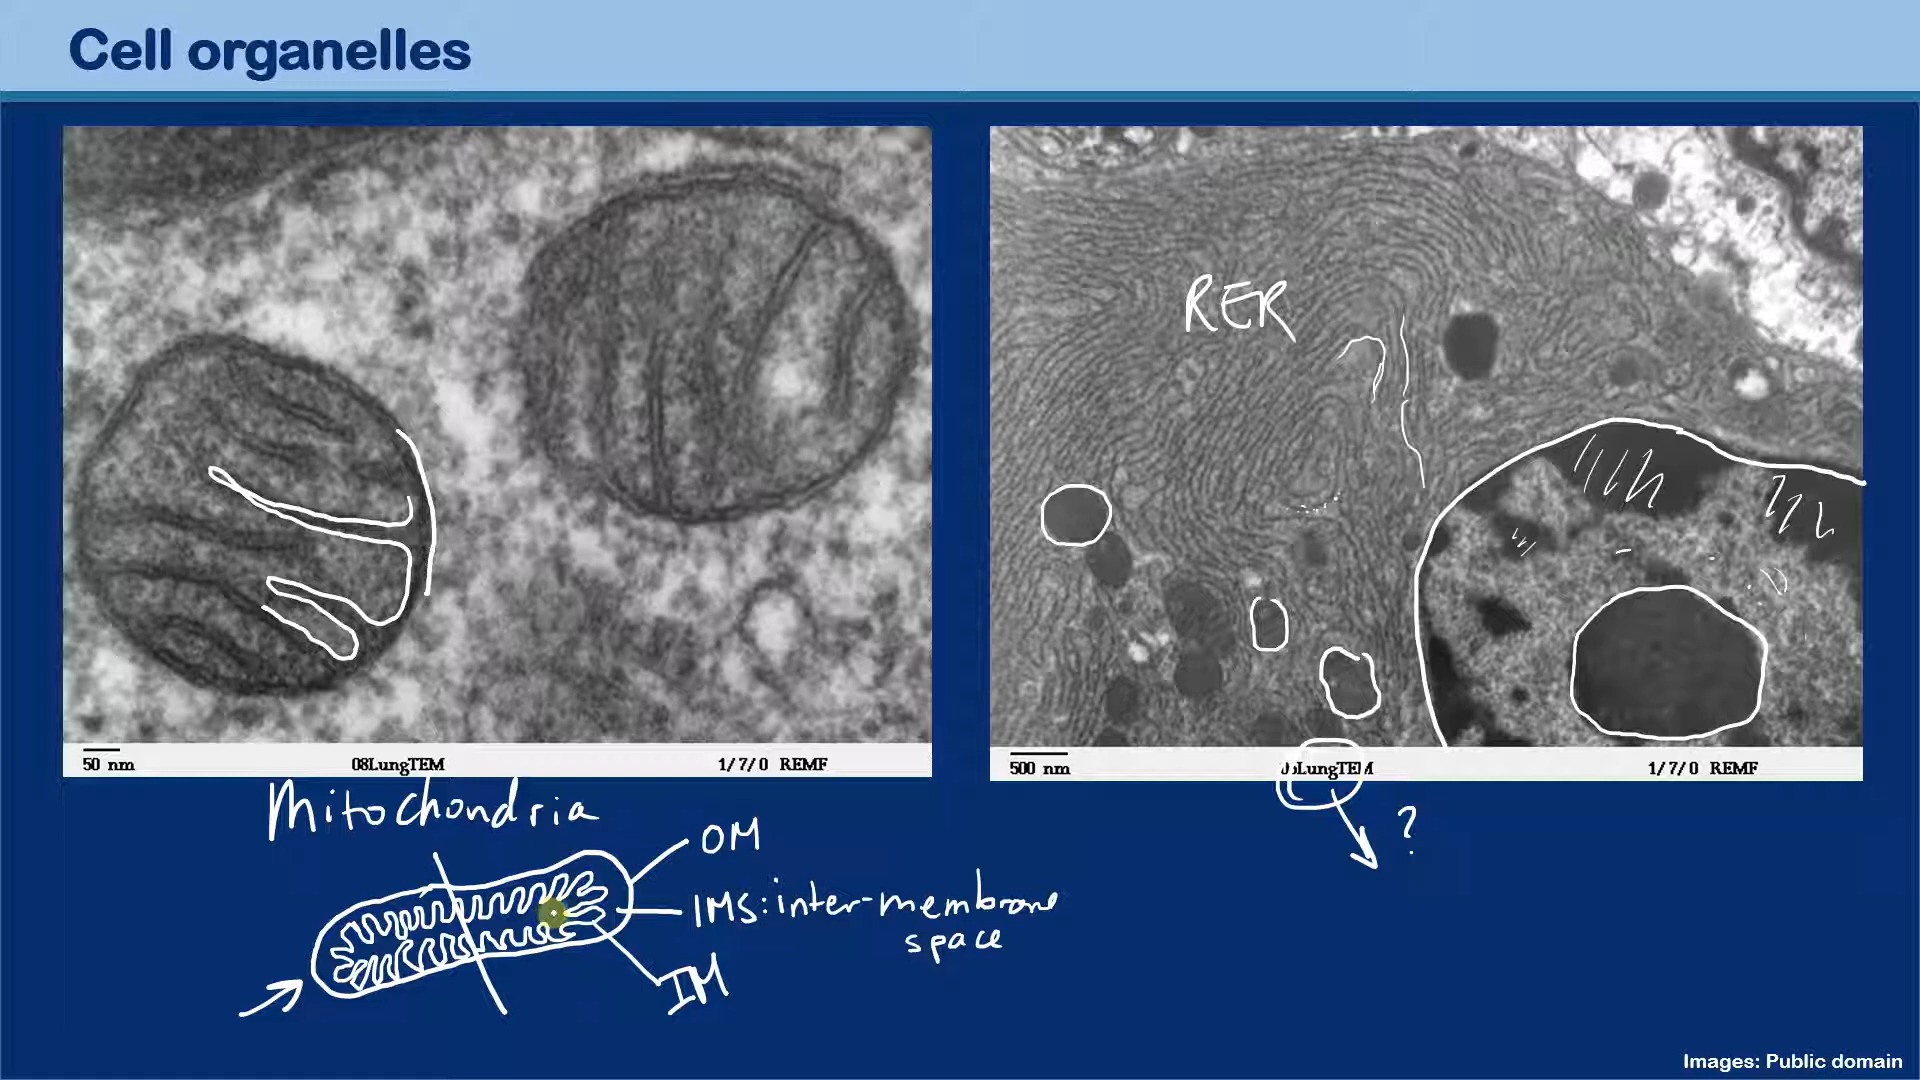 Cell organelles
RER
50 nm 08LungTEM 1/7/0 REMF
500 nm LungTEM 1/7/0 REMF
Mitochondria
?
OM
IMS: inter-membrane
space
IM
Images: Public domain